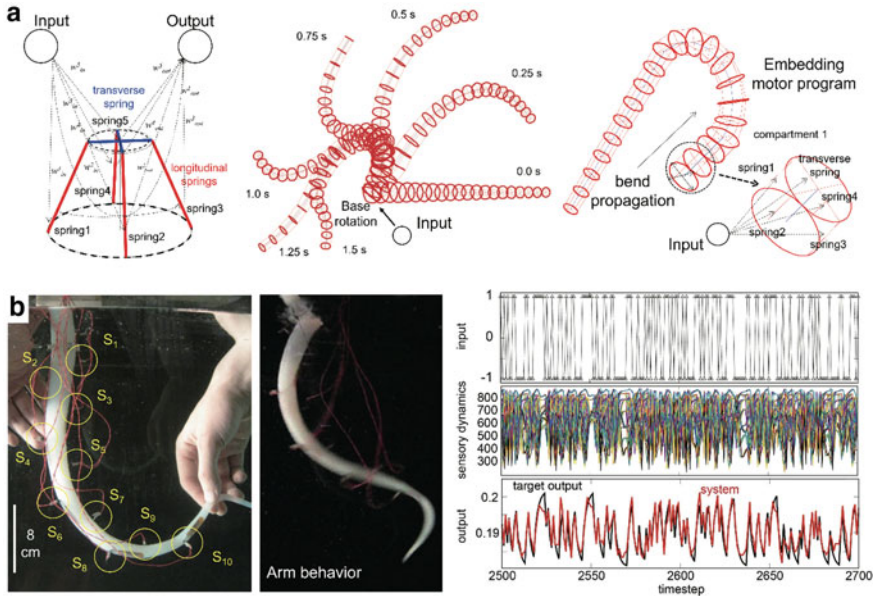 a
Input
Output
transverse
spring
spring5
longitudinal
springs
spring4
spring3
spring1
spring2
0.75 s
0.5 s
0.25 s
0.0 s
1.0 s
1.25 s
1.5 s
Base
rotation
Input
Embedding
motor program
compartment 1
bend
propagation
spring1
transverse
spring
spring4
spring2
spring3
Input
b
S1
S2
S3
S4
S5
S6
S7
S8
S9
S10
8
cm
Arm behavior
input
1
0
-1
sensory dynamics
800
700
600
500
400
300
target output
system
output
0.2
0.19
2500
2550
2600
2650
2700
timestep